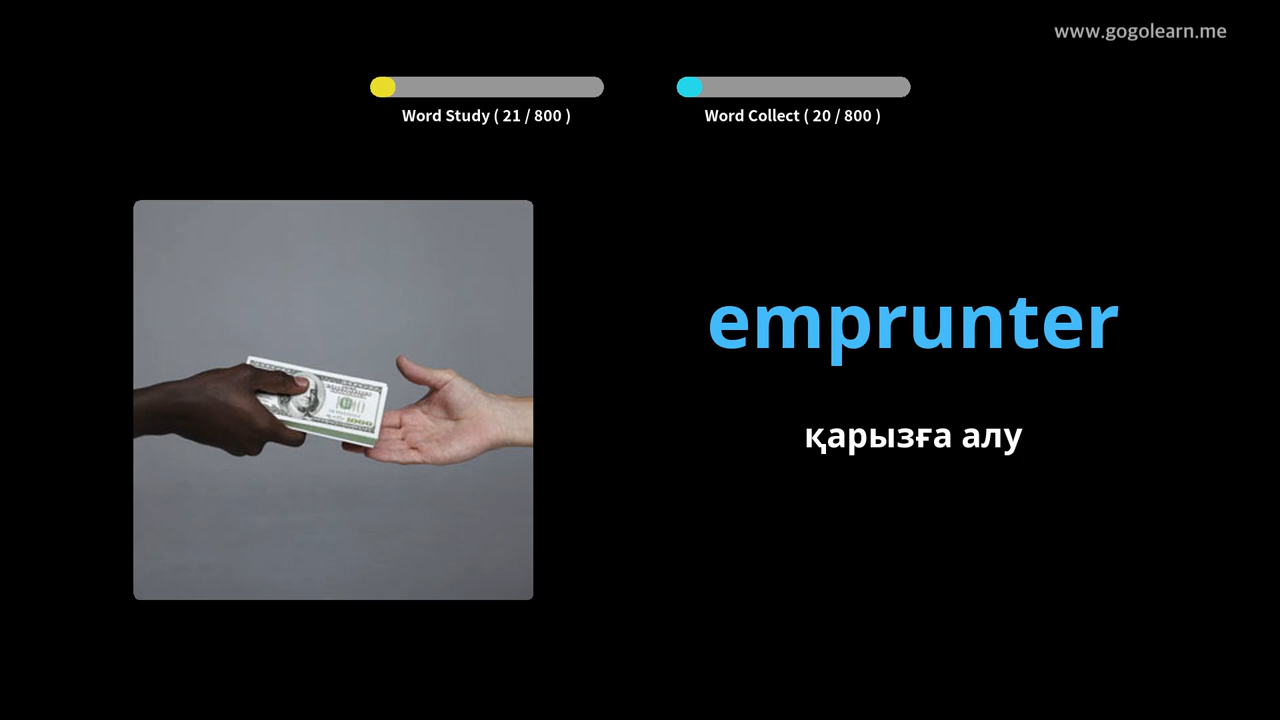 www.gogolearn.me
Word Study ( 21 / 800 )
Word Collect ( 20 / 800 )
emprunter
қарызға алу